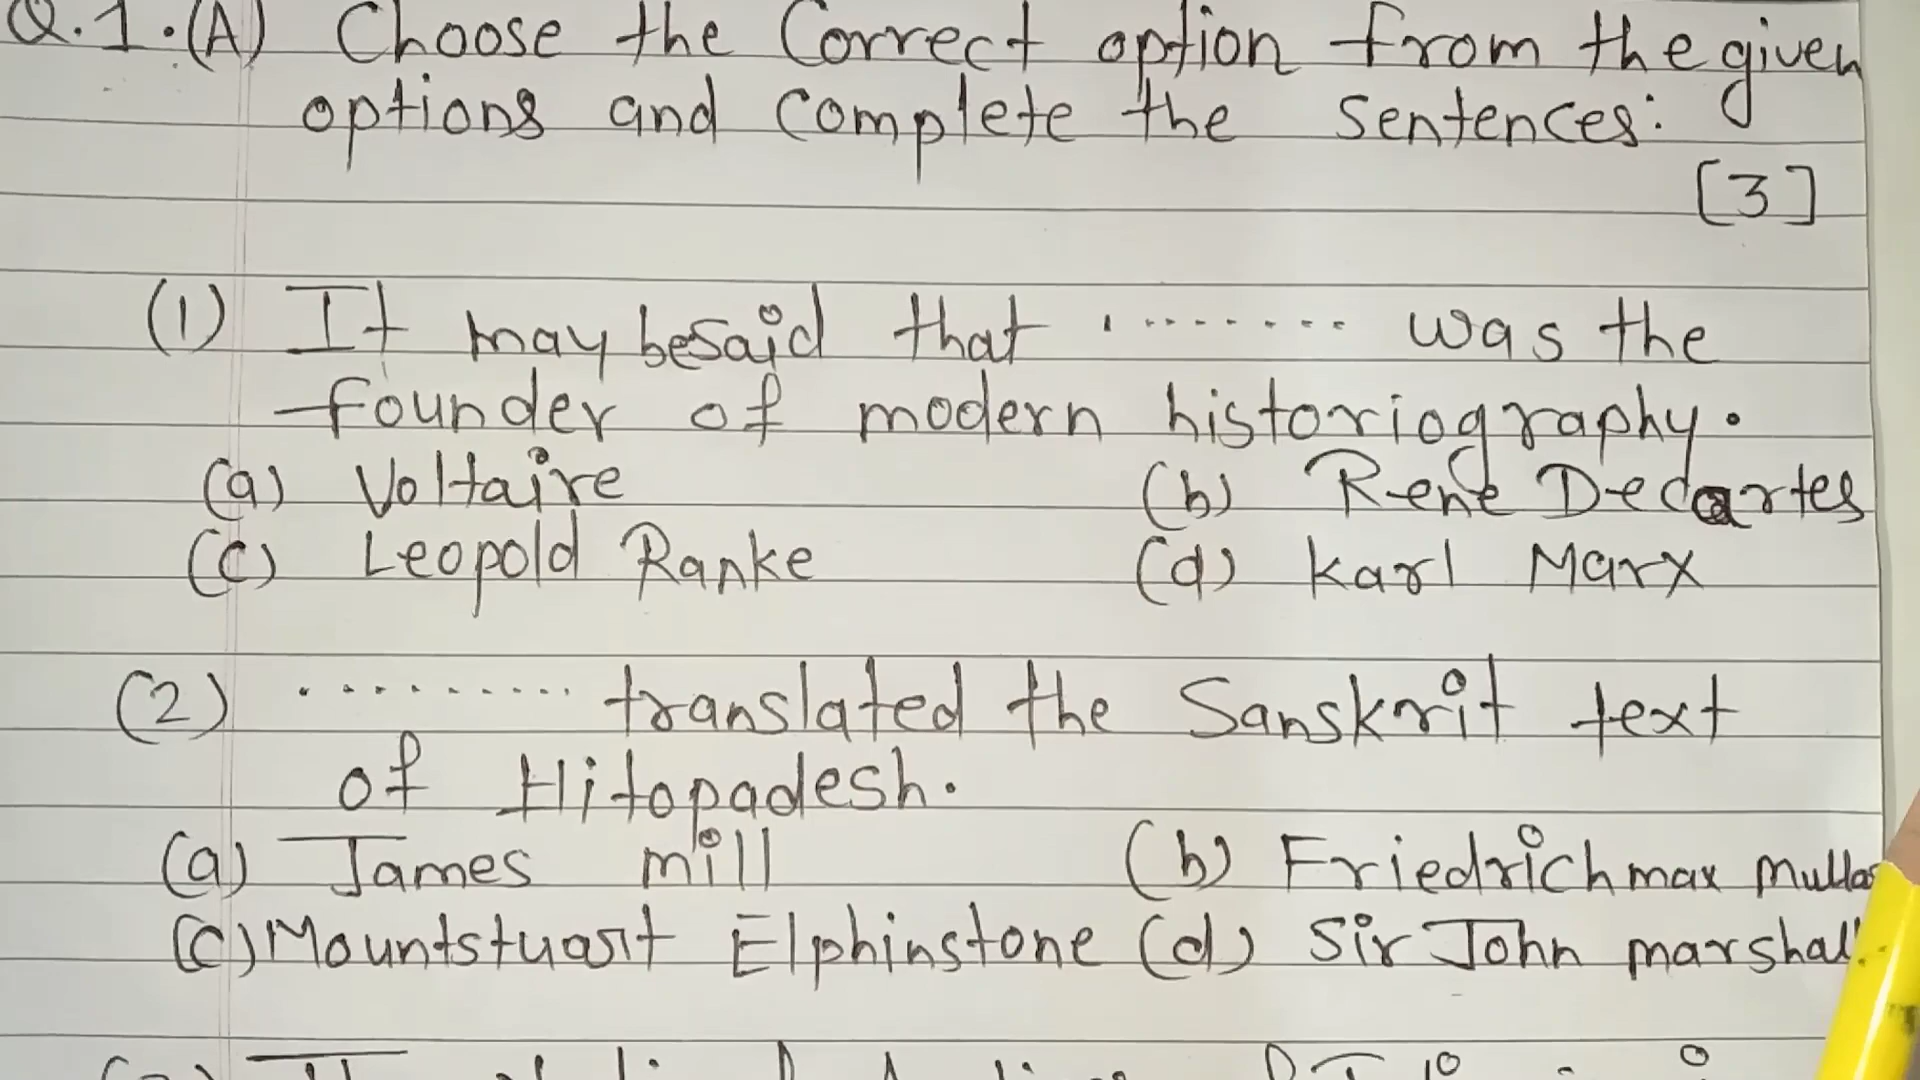 Q.1.(A) Choose the Correct option from the given
options and complete the sentences:
[3]
(1) It may be said that ......... was the
founder of modern historiography.
(a) Voltaire (b) René Decartes
(c) Leopold Ranke (d) Karl Marx
(2) .......... translated the Sanskrit text
of Hitopadesh.
(a) James mill (b) Friedrich max
(c) Mountstuart Elphinstone (d) Sir John marshall